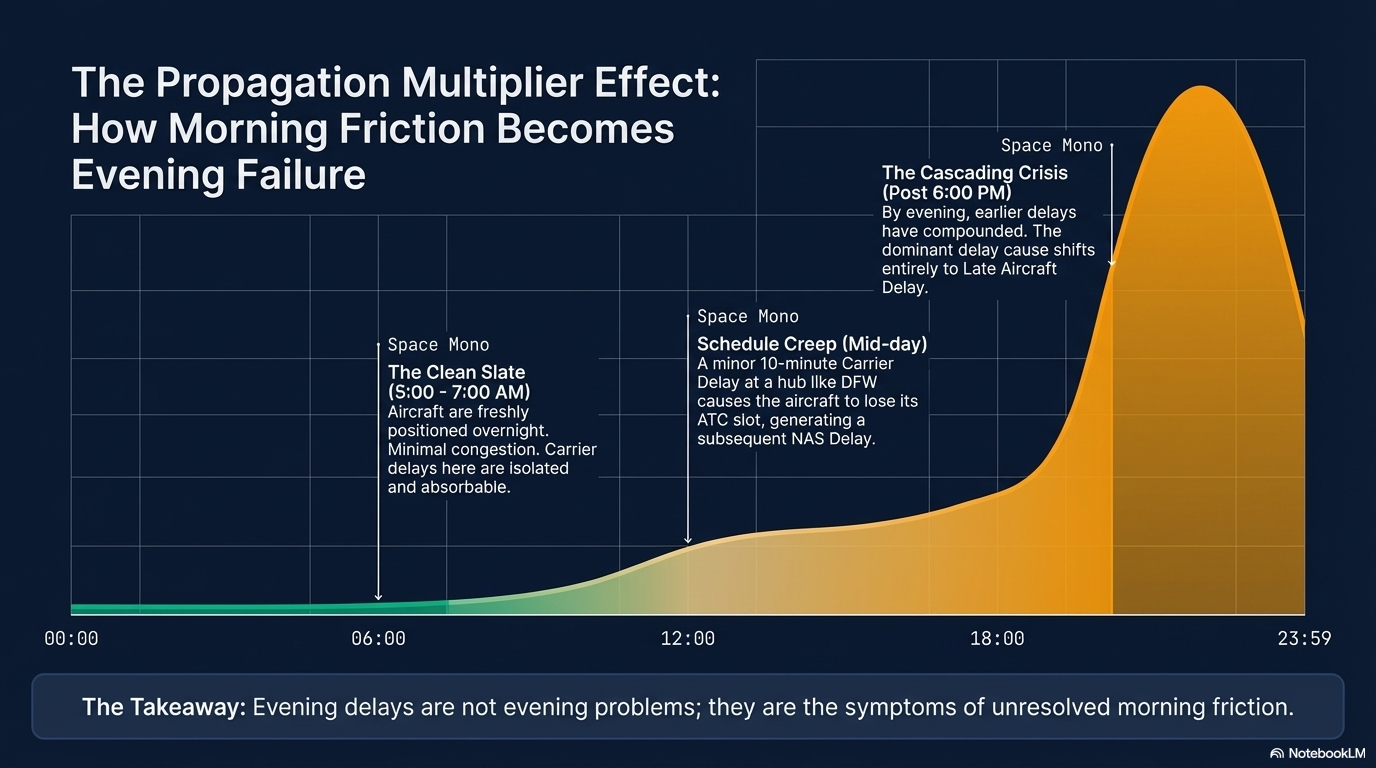 The Propagation Multiplier Effect:
How Morning Friction Becomes
Evening Failure
Space Mono
The Cascading Crisis
(Post 6:00 PM)
By evening, earlier delays
have compounded. The
dominant delay cause shifts
entirely to Late Aircraft
Delay.
Space Mono
Schedule Creep (Mid-day)
A minor 10-minute Carrier
Delay at a hub lIke DFW
causes the aircraft to lose its
ATC slot, generating a
subsequent NAS Delay.
Space Mono
The Clean Slate
(5:00 - 7:00 AM)
Aircraft are freshly
positioned overnight.
Minimal congestion. Carrier
delays here are isolated
and absorbable.
00:00
06:00
12:00
18:00
23:59
The Takeaway: Evening delays are not evening problems; they are the symptoms of unresolved morning friction.
NotebookLM